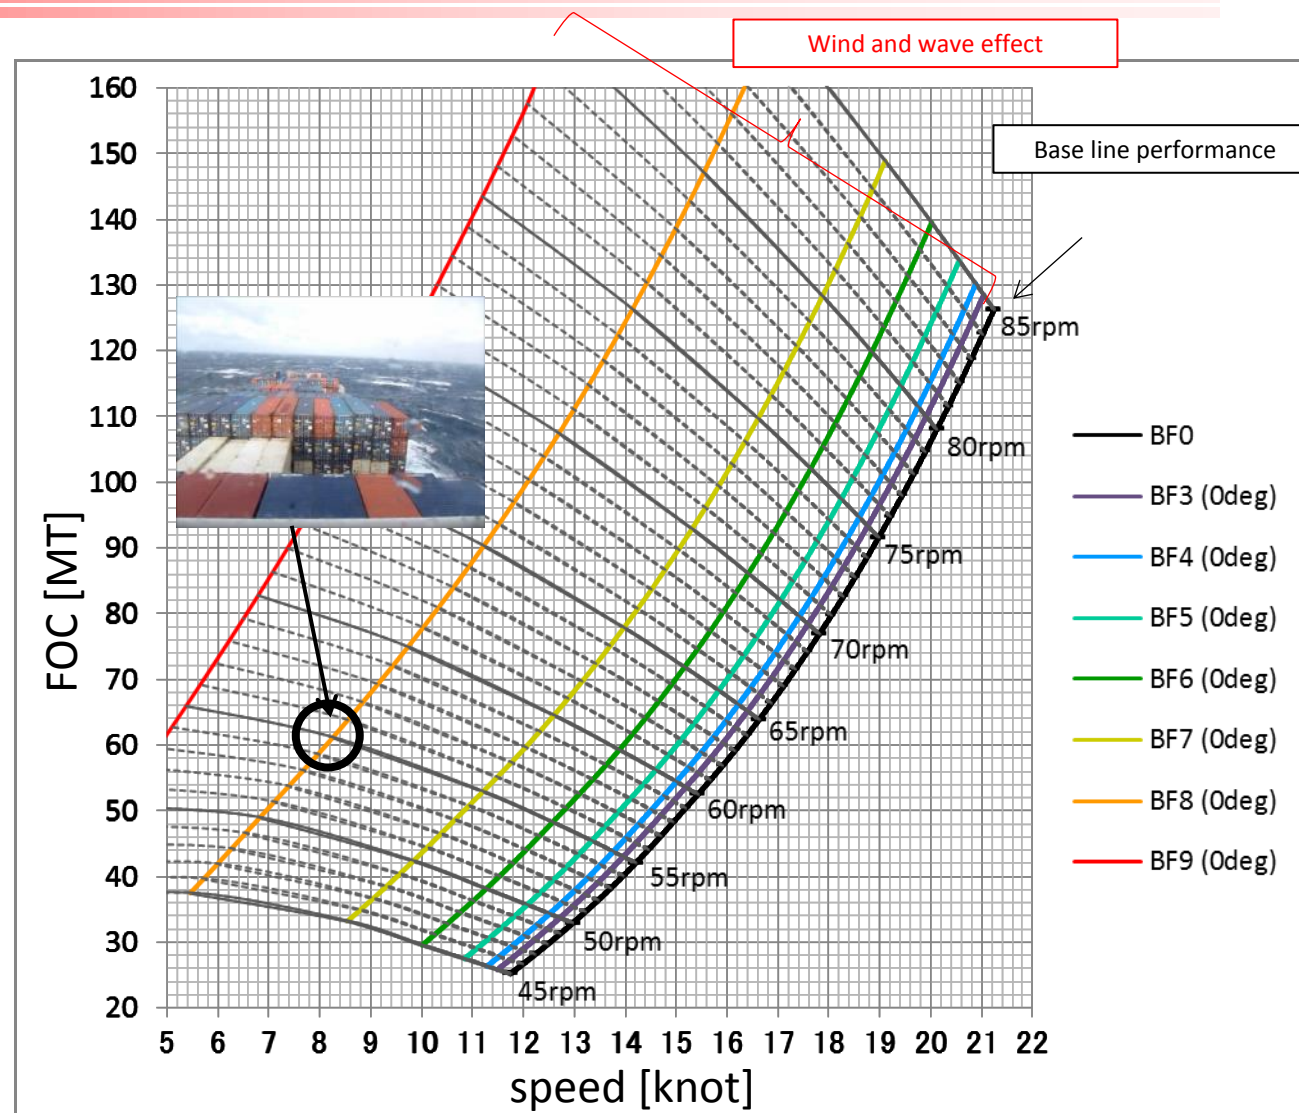 Wind and wave effect
Base line performance
160
150
140
130
120
110
100
90
80
70
60
50
40
30
20
FOC [MT]
85rpm
80rpm
75rpm
70rpm
65rpm
60rpm
55rpm
50rpm
45rpm
BF0
BF3 (0deg)
BF4 (0deg)
BF5 (0deg)
BF6 (0deg)
BF7 (0deg)
BF8 (0deg)
BF9 (0deg)
5 6 7 8 9 10 11 12 13 14 15 16 17 18 19 20 21 22
speed [knot]